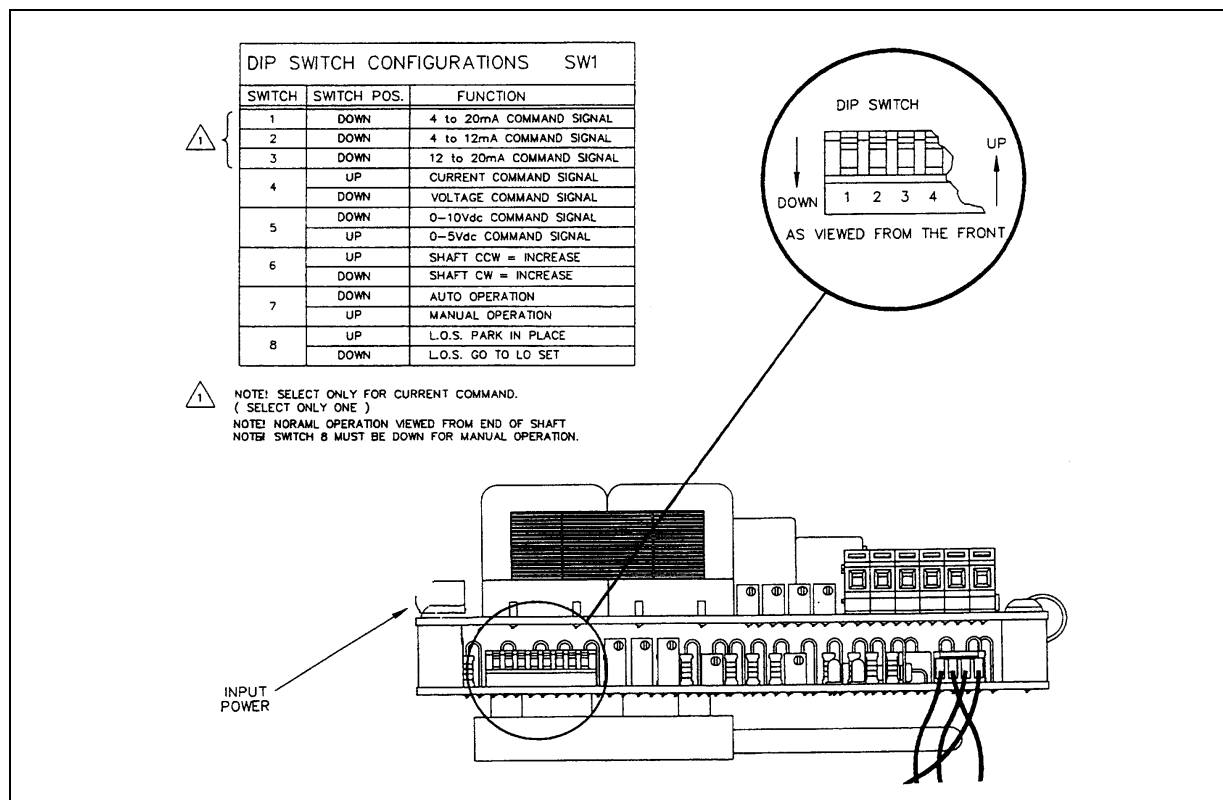 DIP SWITCH CONFIGURATIONS SW1
SWITCH SWITCH POS. FUNCTION
1 DOWN 4 to 20mA COMMAND SIGNAL
2 DOWN 4 to 12mA COMMAND SIGNAL
3 DOWN 12 to 20mA COMMAND SIGNAL
1
4 UP CURRENT COMMAND SIGNAL
DOWN VOLTAGE COMMAND SIGNAL
5 DOWN 0-10Vdc COMMAND SIGNAL
UP 0-5Vdc COMMAND SIGNAL
6 UP SHAFT CCW = INCREASE
DOWN SHAFT CW = INCREASE
7 DOWN AUTO OPERATION
UP MANUAL OPERATION
8 UP L.O.S. PARK IN PLACE
DOWN L.O.S. GO TO LO SET
1 NOTE! SELECT ONLY FOR CURRENT COMMAND.
( SELECT ONLY ONE )
NOTE! NORAML OPERATION VIEWED FROM END OF SHAFT
NOTE! SWITCH 8 MUST BE DOWN FOR MANUAL OPERATION.
DIP SWITCH
UP
DOWN 1 2 3 4
AS VIEWED FROM THE FRONT
INPUT
POWER